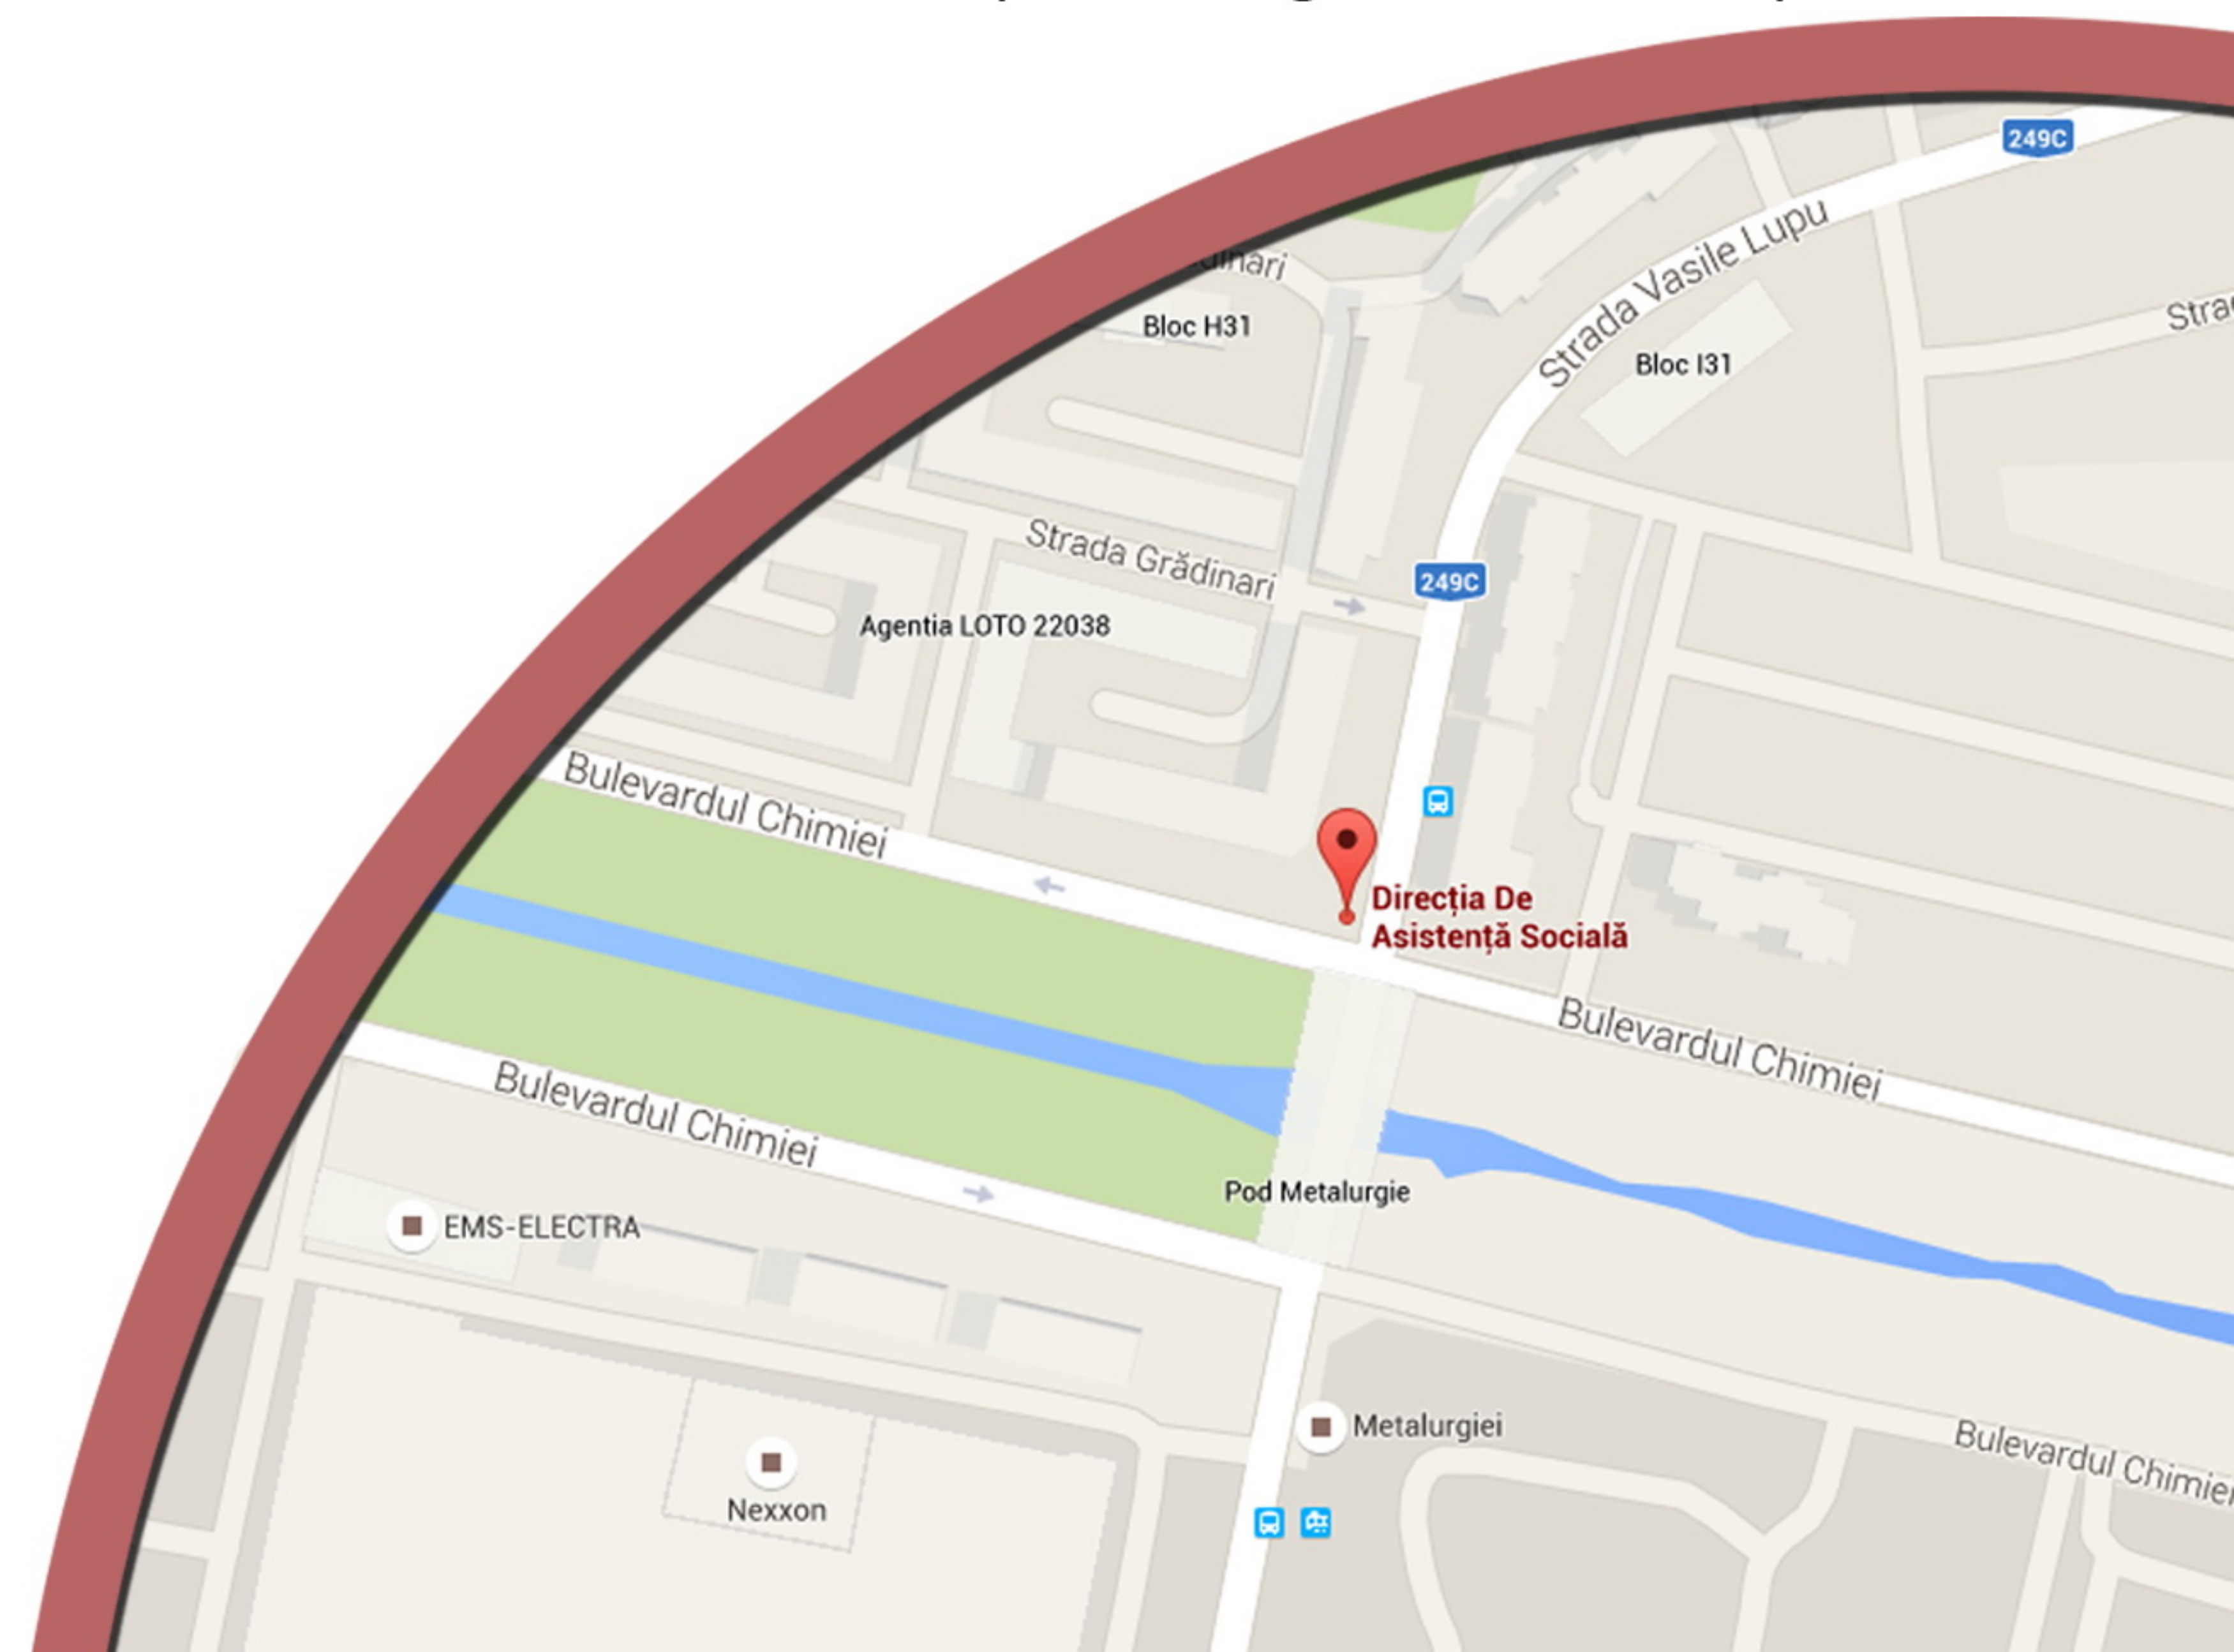 249C
Strada Vasile Lupu
Bloc H31
Bloc I31
Strada Grădinari
249C
Agentia LOTO 22038
Bulevardul Chimiei
Direcția De
Asistență Socială
Bulevardul Chimiei
Bulevardul Chimiei
Pod Metalurgie
EMS-ELECTRA
Metalurgiei
Bulevardul Chimiei
Nexxon